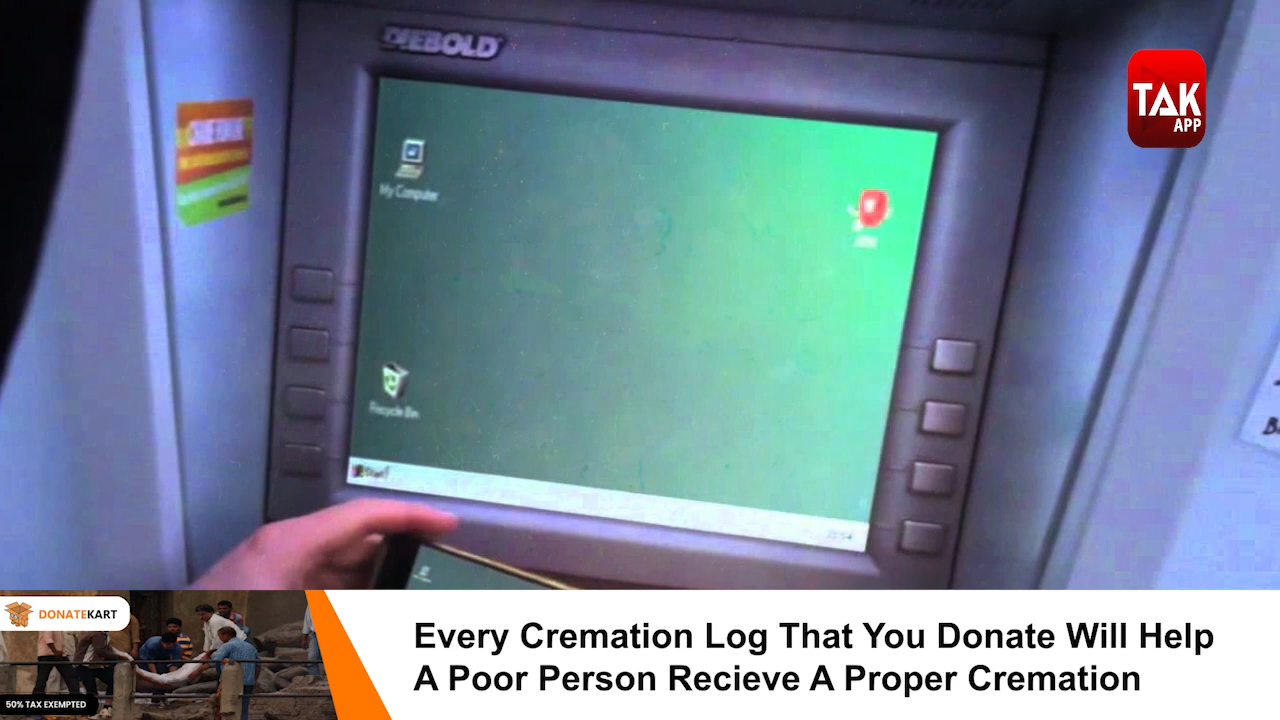 DIEBOLD
TAK
APP
My Computer
Recycle Bin
Start
DONATEKART
50% TAX EXEMPTED
Every Cremation Log That You Donate Will Help
A Poor Person Recieve A Proper Cremation